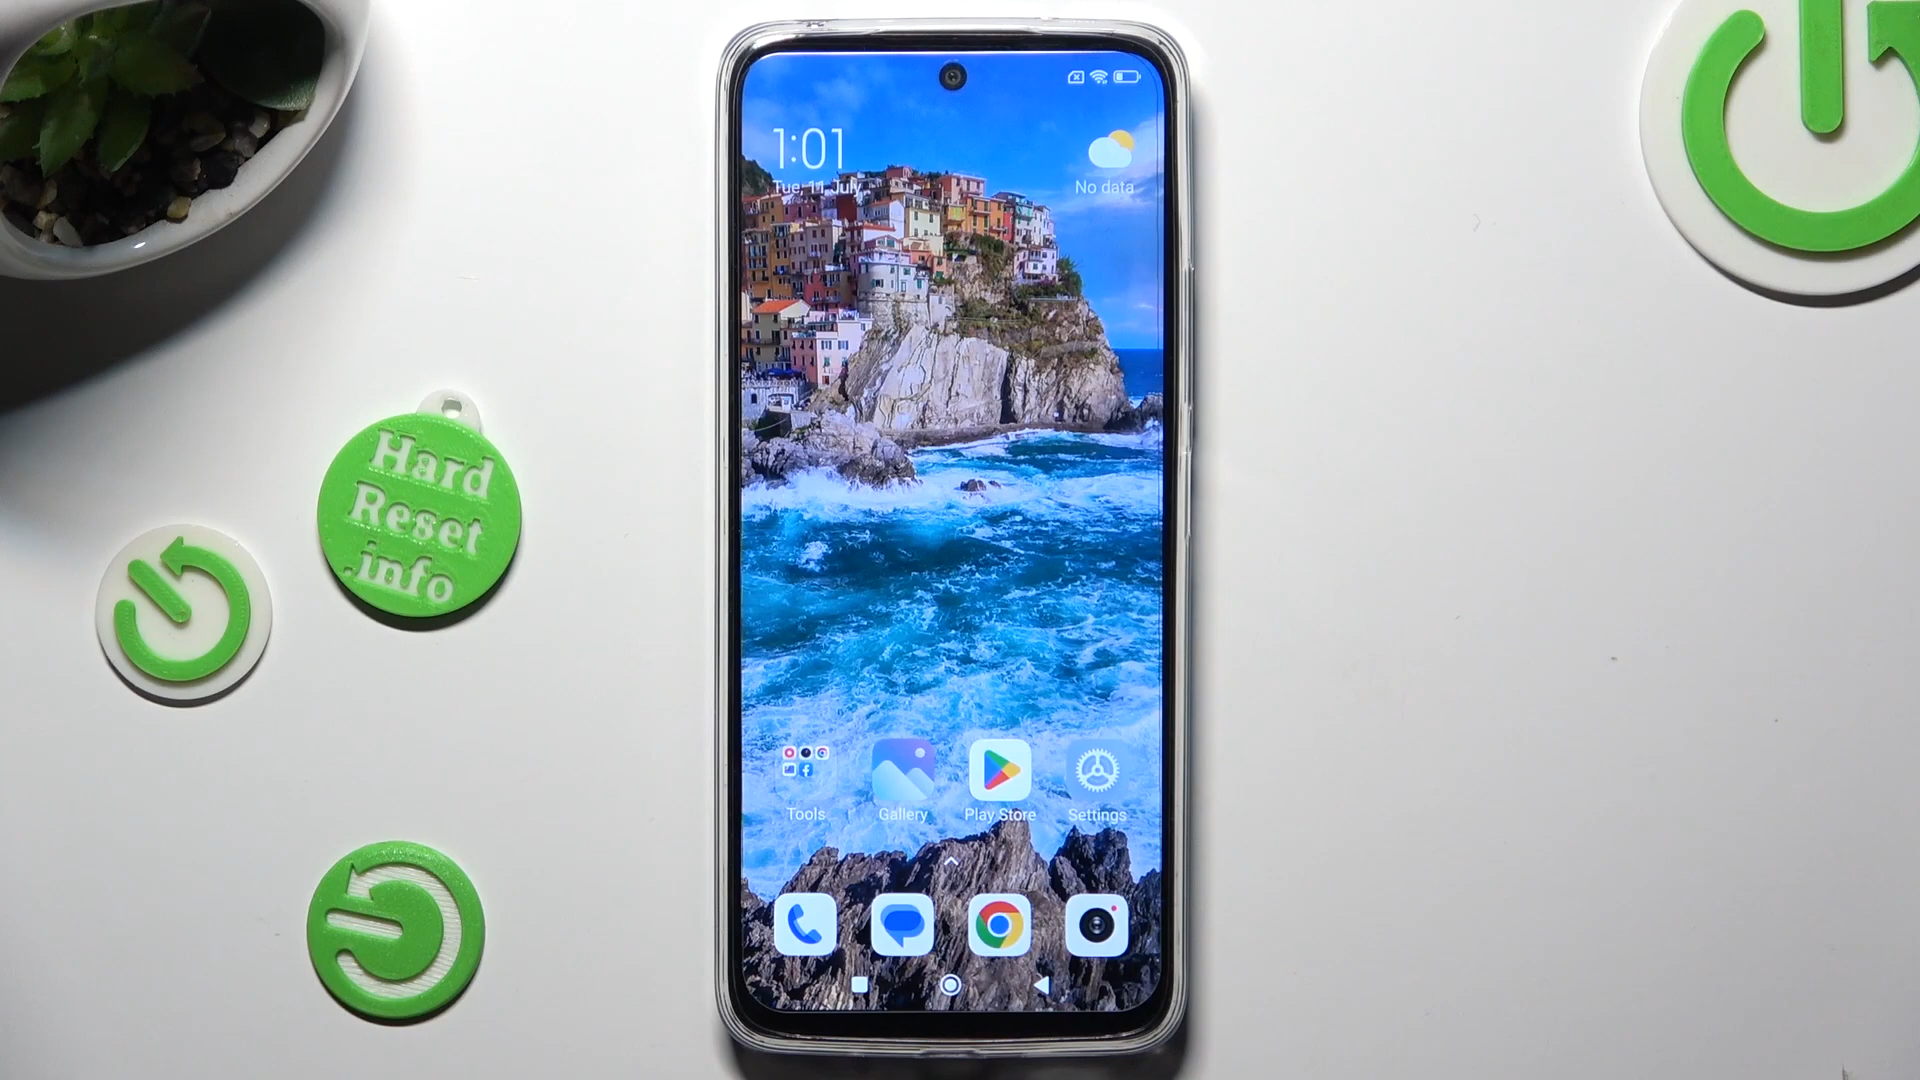 1:01
Tue, 11 July
No data
Hard
Reset
.info
Tools
Gallery
Play Store
Settings